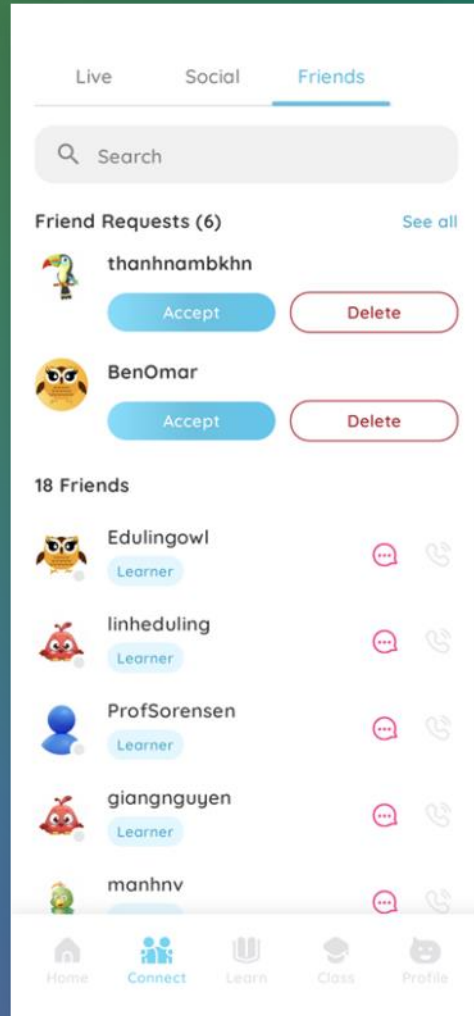 Live Social Friends
Search
Friend Requests (6) See all
thanhnambkhn
Accept Delete
BenOmar
Accept Delete
18 Friends
Edulingowl
Learner
linheduling
Learner
ProfSorensen
Learner
giangnguyen
Learner
manhnv
Home Connect Learn Class Profile